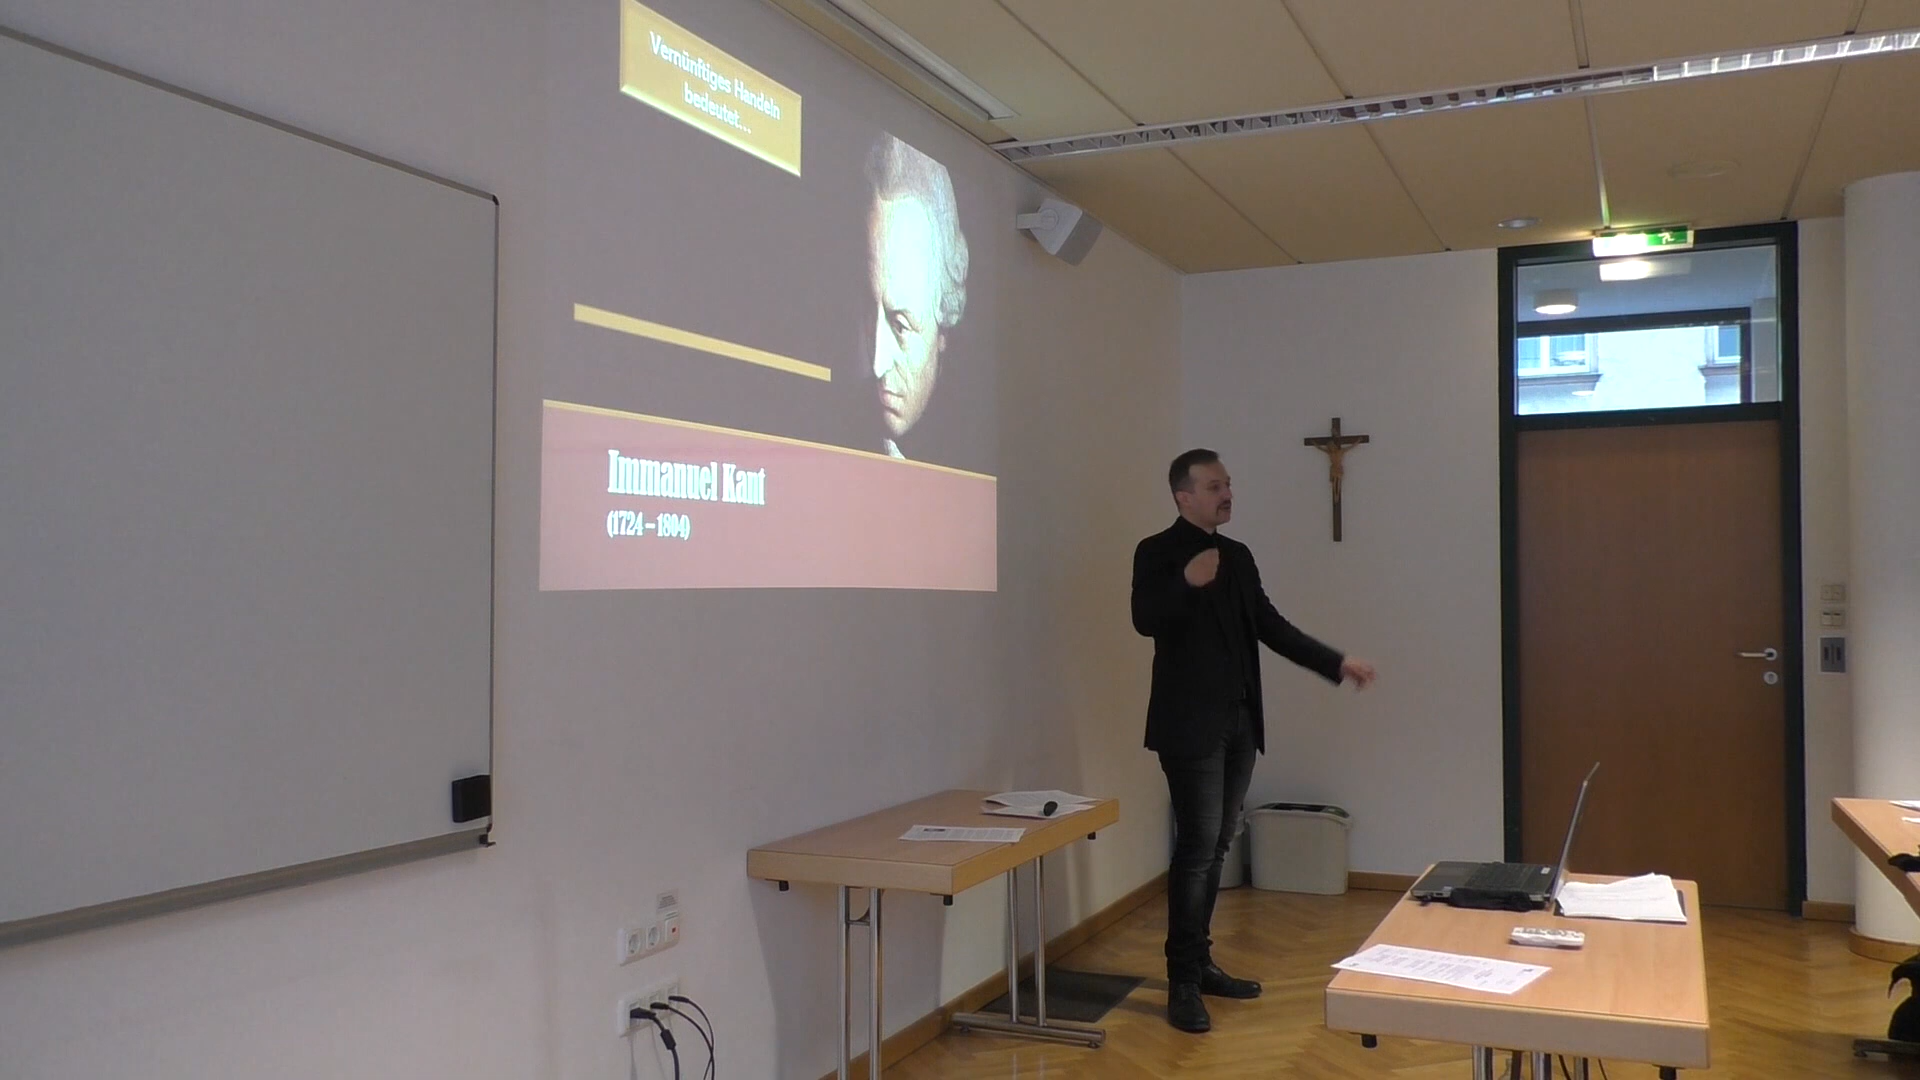 Vernünftiges Handeln
bedeutet...
Immanuel Kant
(1724 – 1804)